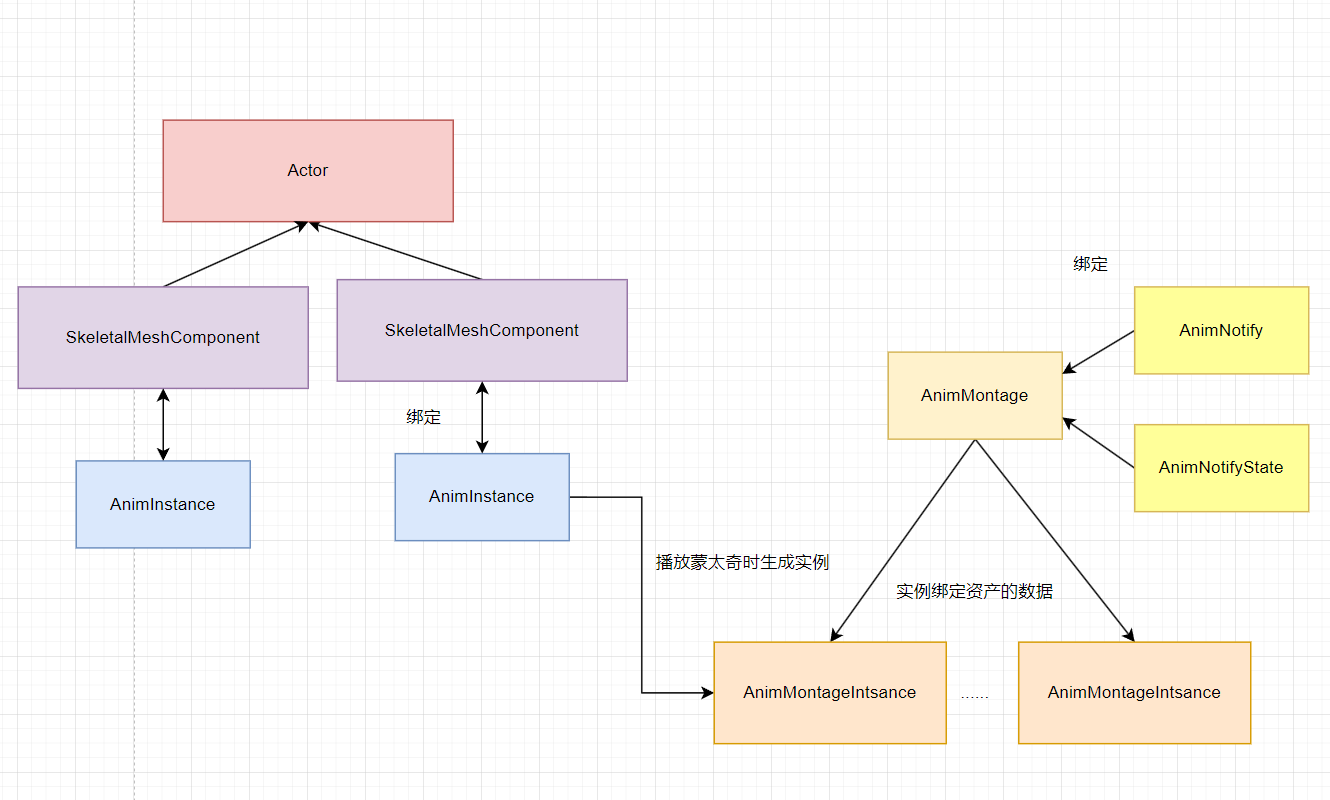 Actor
绑定
SkeletalMeshComponent
SkeletalMeshComponent
AnimNotify
AnimMontage
绑定
AnimNotifyState
AnimInstance
AnimInstance
播放蒙太奇时生成实例
实例绑定资产的数据
AnimMontageIntsance
......
AnimMontageIntsance